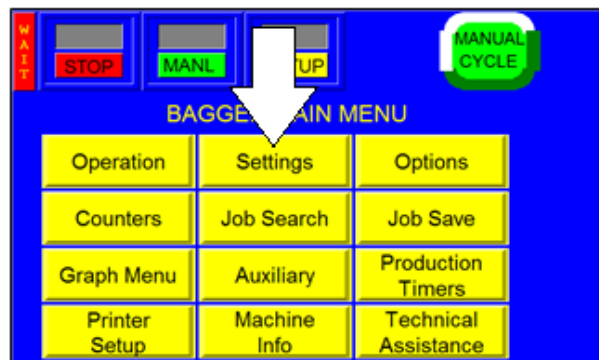 WAIT
STOP
MANL
UP
MANUAL
CYCLE
BAGGE AIN MENU
Operation
Settings
Options
Counters
Job Search
Job Save
Graph Menu
Auxiliary
Production
Timers
Printer
Setup
Machine
Info
Technical
Assistance